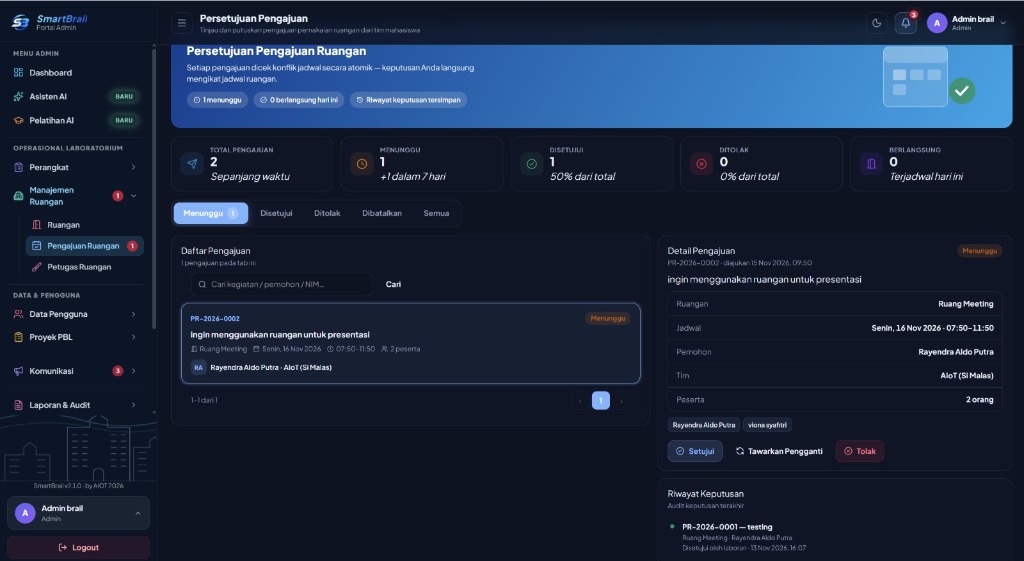 SmartBrail
Portal Admin
MENU ADMIN
Dashboard
Asisten AI
BARU
Pelatihan AI
BARU
OPERASIONAL LABORATORIUM
Perangkat
Manajemen
Ruangan
1
Ruangan
Pengajuan Ruangan
1
Petugas Ruangan
DATA & PENGGUNA
Data Pengguna
Proyek PBL
Komunikasi
3
Laporan & Audit
SmartBrail v2.1.0 · by AIOT 2026
A
Admin brail
Admin
Logout
Persetujuan Pengajuan
Tinjau dan putuskan pengajuan pemakaian ruangan dari tim mahasiswa
3
A
Admin brail
Admin
Persetujuan Pengajuan Ruangan
Setiap pengajuan dicek konflik jadwal secara atomik — keputusan Anda langsung
mengikat jadwal ruangan.
1 menunggu
0 berlangsung hari ini
Riwayat keputusan tersimpan
TOTAL PENGAJUAN
2
Sepanjang waktu
MENUNGGU
1
+1 dalam 7 hari
DISETUJUI
1
50% dari total
DITOLAK
0
0% dari total
BERLANGSUNG
0
Terjadwal hari ini
Menunggu 1
Disetujui
Ditolak
Dibatalkan
Semua
Daftar Pengajuan
1 pengajuan pada tab ini
Cari kegiatan / pemohon / NIM...
Cari
PR-2026-0002
Menunggu
ingin menggunakan ruangan untuk presentasi
Ruang Meeting
Senin, 16 Nov 2026
07:50–11:50
2 peserta
RA
Rayendra Aldo Putra · AIoT (Si Malas)
1–1 dari 1
‹
1
›
Detail Pengajuan
Menunggu
PR-2026-0002 · diajukan 15 Nov 2026, 09:50
ingin menggunakan ruangan untuk presentasi
Ruangan
Ruang Meeting
Jadwal
Senin, 16 Nov 2026 · 07:50–11:50
Pemohon
Rayendra Aldo Putra
Tim
AIoT (Si Malas)
Peserta
2 orang
Rayendra Aldo Putra
viona syafitri
Setujui
Tawarkan Pengganti
Tolak
Riwayat Keputusan
Audit keputusan terakhir
PR-2026-0001 — testing
Ruang Meeting · Rayendra Aldo Putra
Disetujui oleh laboran · 13 Nov 2026, 16:07